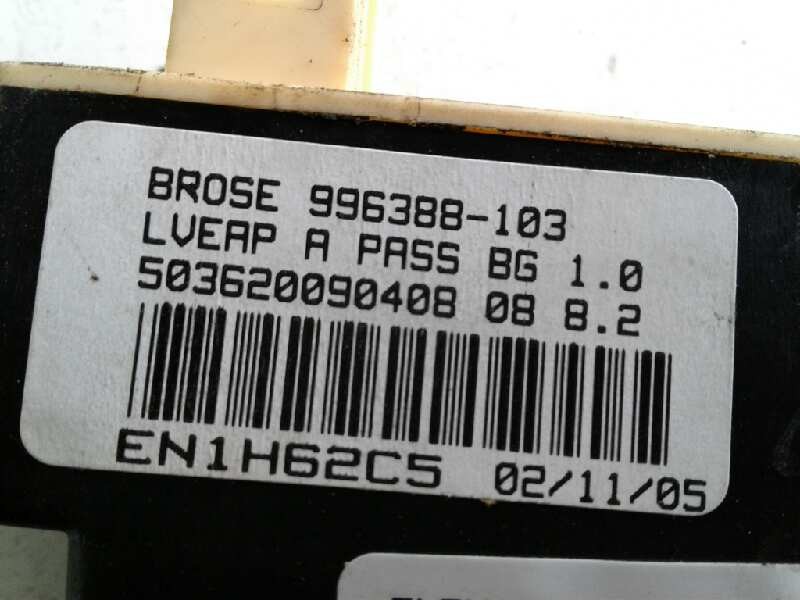 BROSE 996388-103
LVEAP A PASS BG 1.0
503620090408 08 8.2
EN1H62C5 02/11/05